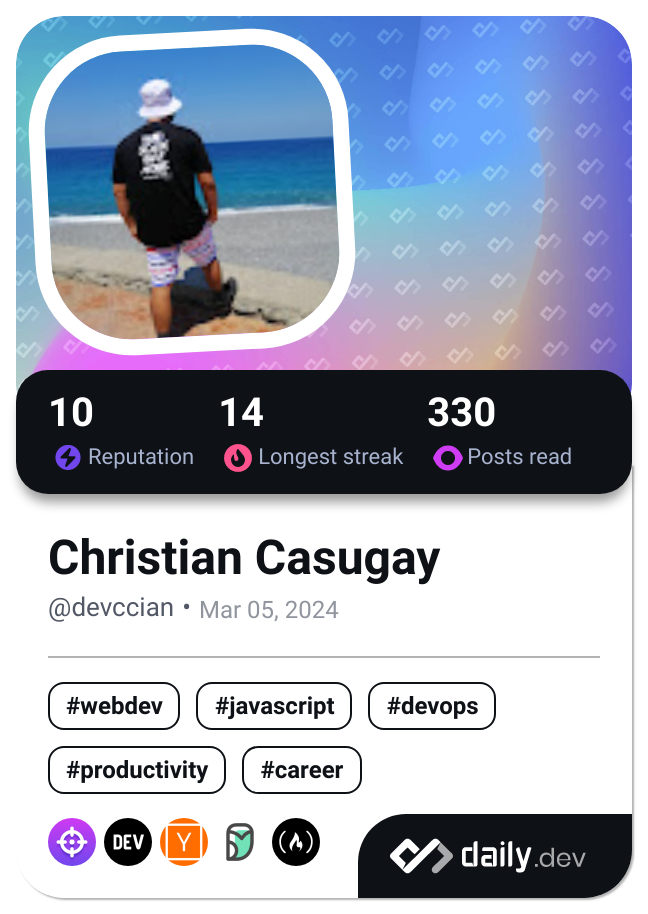 10 14 330
Reputation Longest streak Posts read
Christian Casugay
@devccian • Mar 05, 2024
#webdev #javascript #devops
#productivity #career
DEV Y daily.dev